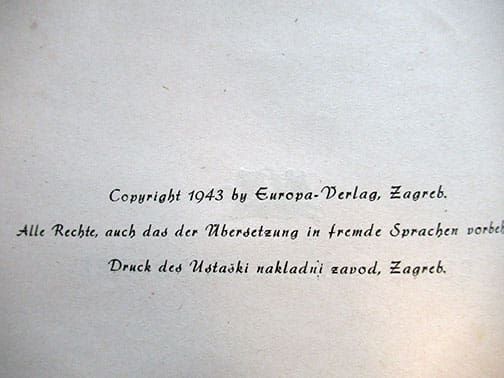 Copyright 1943 by Europa-Verlag, Zagreb.
Alle Rechte, auch das der Übersetzung in fremde Sprachen
Druck des Ustaški nakladni zavod, Zagreb.